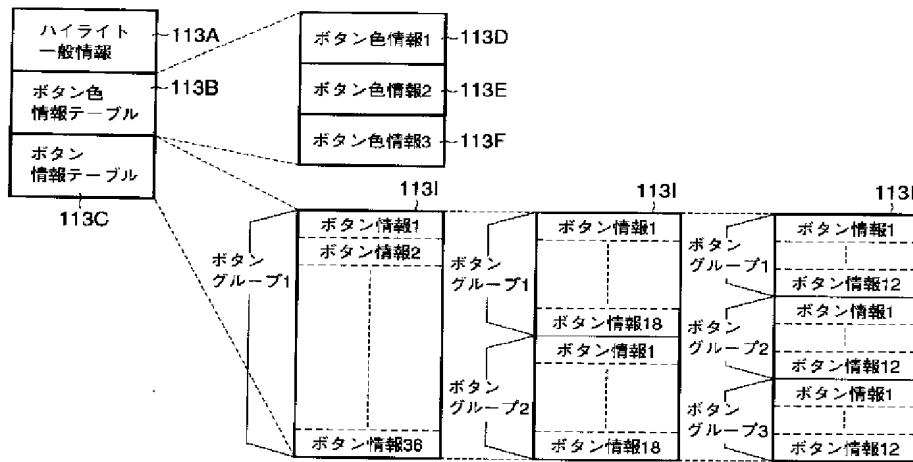 ハイライト
一般情報
113A
ボタン色
情報テーブル
113B
ボタン
情報テーブル
113C
ボタン色情報1
113D
ボタン色情報2
113E
ボタン色情報3
113F
113I
ボタン
グループ1
ボタン情報1
ボタン情報2
ボタン情報36
113I
ボタン
グループ1
ボタン情報1
ボタン情報18
ボタン
グループ2
ボタン情報1
ボタン情報18
113I
ボタン
グループ1
ボタン情報1
ボタン情報12
ボタン
グループ2
ボタン情報1
ボタン情報12
ボタン
グループ3
ボタン情報1
ボタン情報12